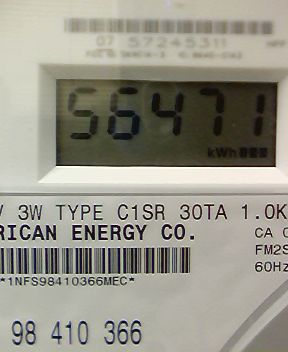 07 57245311
56471
kWh
V 3W TYPE C1SR 30TA 1.0K
RICAN ENERGY CO.
CA 
FM2S
60Hz
*1NFS98410366MEC*
98 410 366